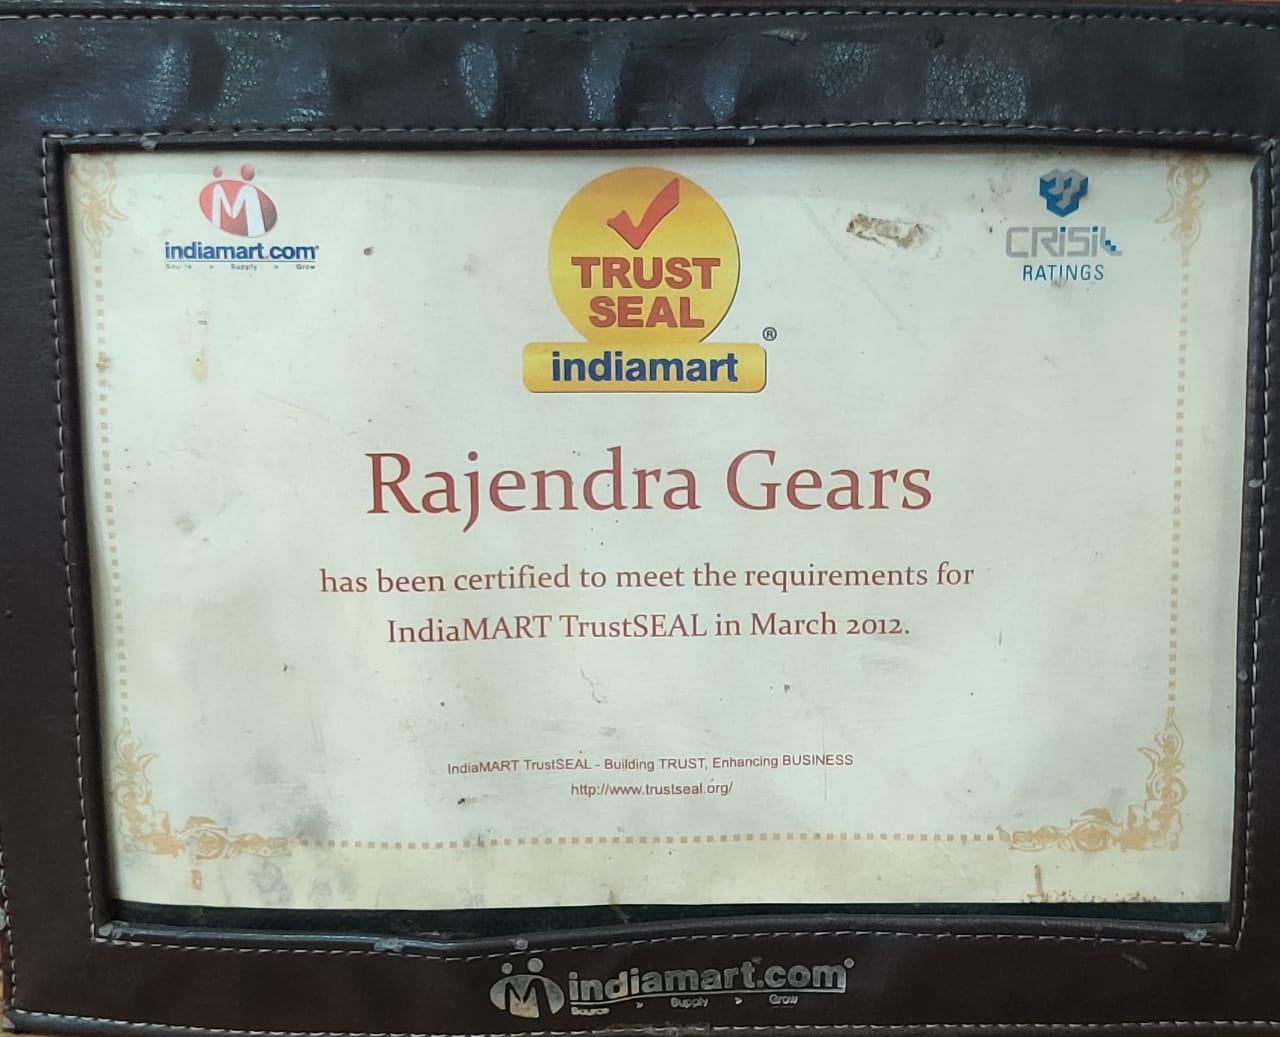 indiamart.com
Source > Supply > Grow
TRUST
SEAL
indiamart®
CRISIL
RATINGS
Rajendra Gears
has been certified to meet the requirements for
IndiaMART TrustSEAL in March 2012.
IndiaMART TrustSEAL - Building TRUST, Enhancing BUSINESS
http://www.trustseal.org/
indiamart.com®
Source > Supply > Grow